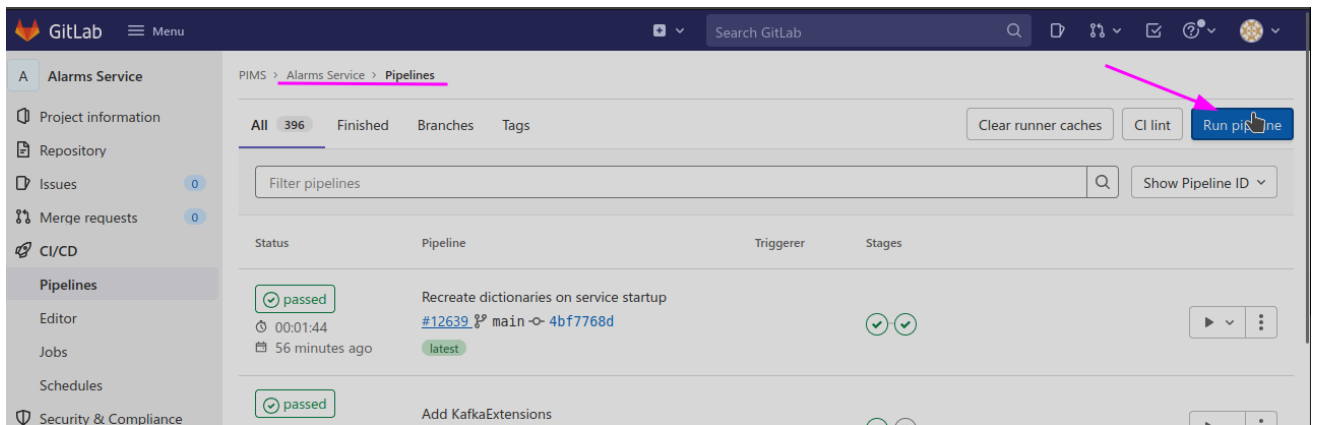 GitLab Menu Search GitLab
A Alarms Service
PIMS > Alarms Service > Pipelines
Project information
Repository
Issues 0
Merge requests 0
CI/CD
Pipelines
Editor
Jobs
Schedules
Security & Compliance
All 396 Finished Branches Tags Clear runner caches CI lint Run pipeline
Filter pipelines Show Pipeline ID
Status Pipeline Triggerer Stages
passed Recreate dictionaries on service startup
00:01:44 #12639 main 4bf7768d
56 minutes ago latest
passed Add KafkaExtensions